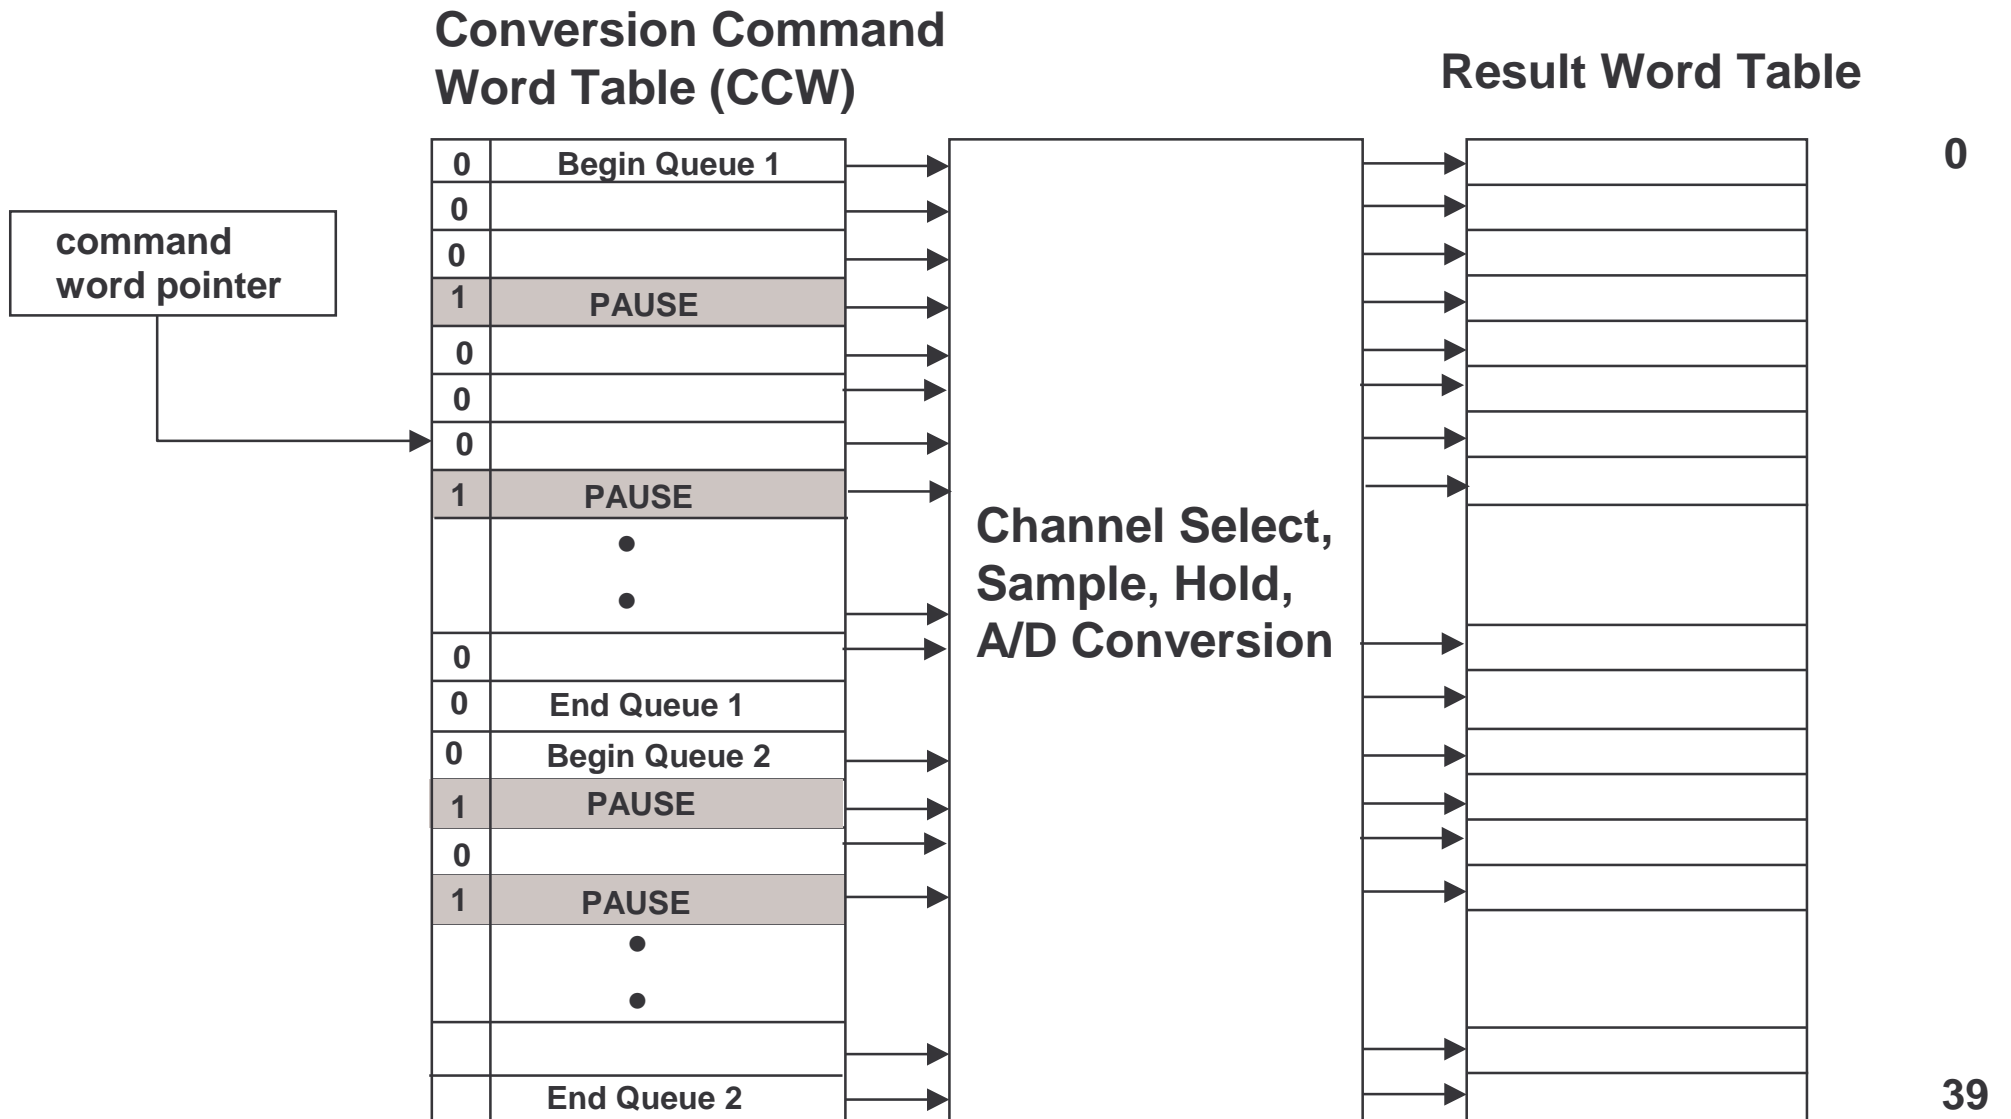 Conversion Command
Word Table (CCW)
Result Word Table
0 Begin Queue 1
0
0
0
command
word pointer
0
1 PAUSE
0
0
0
1 PAUSE
Channel Select,
Sample, Hold,
A/D Conversion
0
0 End Queue 1
0 Begin Queue 2
1 PAUSE
0
1 PAUSE
End Queue 2
39